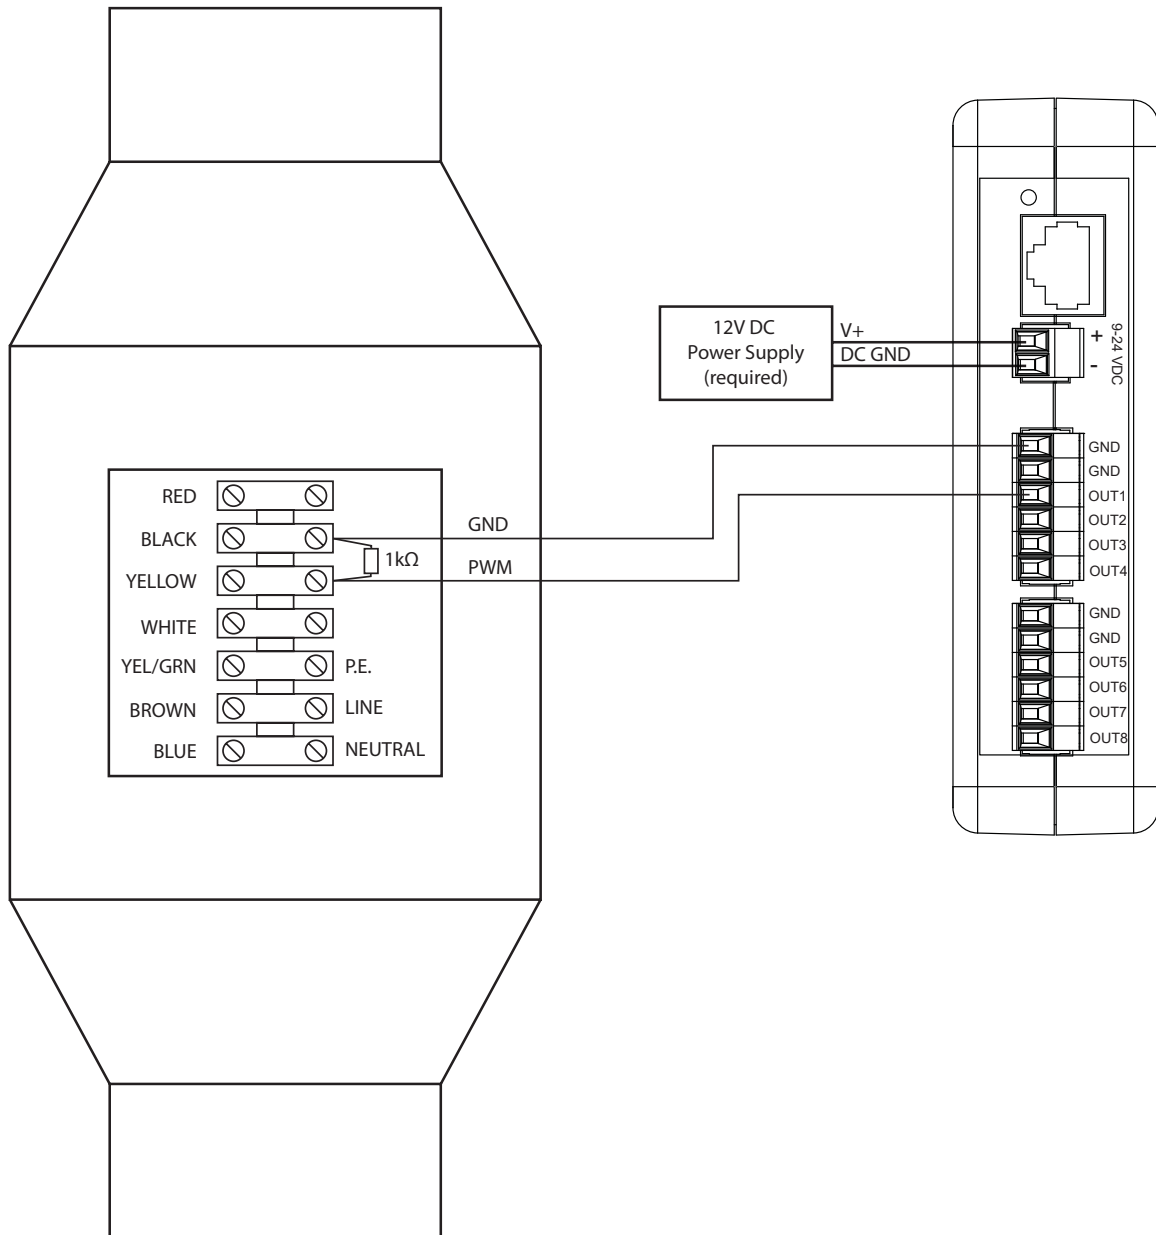 12V DC
Power Supply
(required)
V+
DC GND
+
-
9-24 VDC
GND
GND
OUT1
OUT2
OUT3
OUT4
GND
GND
OUT5
OUT6
OUT7
OUT8
RED
BLACK
YELLOW
WHITE
YEL/GRN
BROWN
BLUE
GND
1kΩ
PWM
P.E.
LINE
NEUTRAL